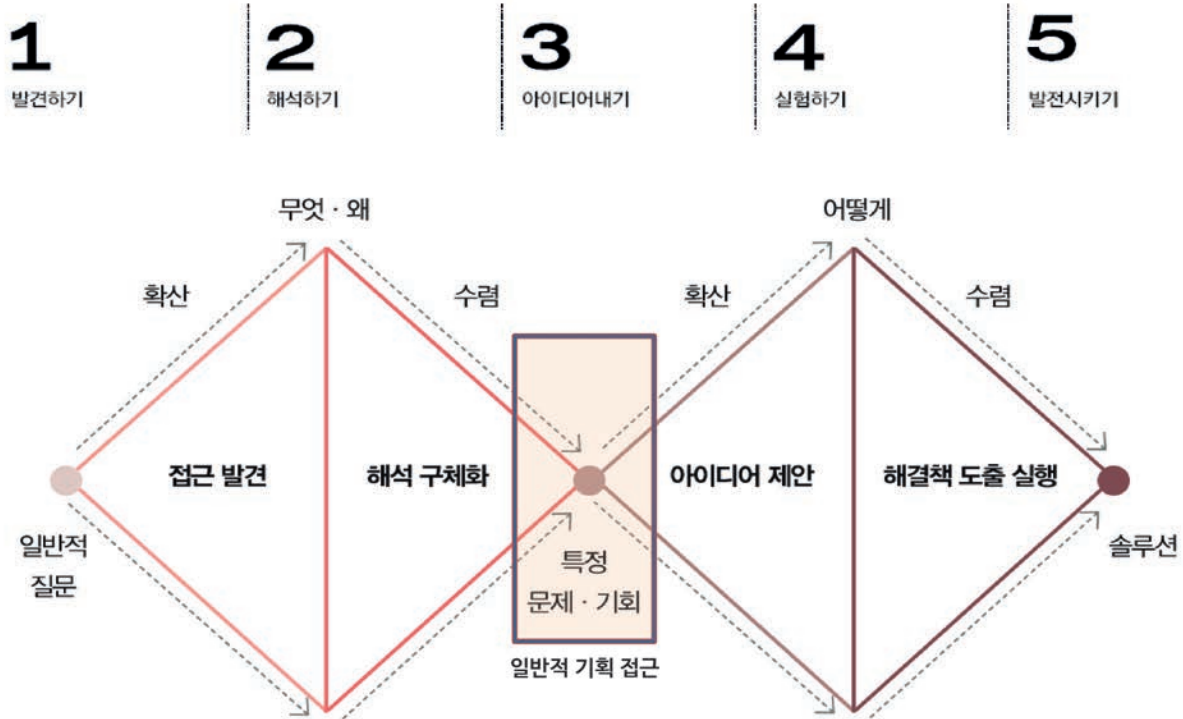 1
발견하기
2
해석하기
3
아이디어내기
4
실험하기
5
발전시키기
무엇 · 왜
어떻게
확산
수렴
확산
수렴
접근 발견
해석 구체화
아이디어 제안
해결책 도출 실행
일반적
질문
특정
문제 · 기회
솔루션
일반적 기획 접근